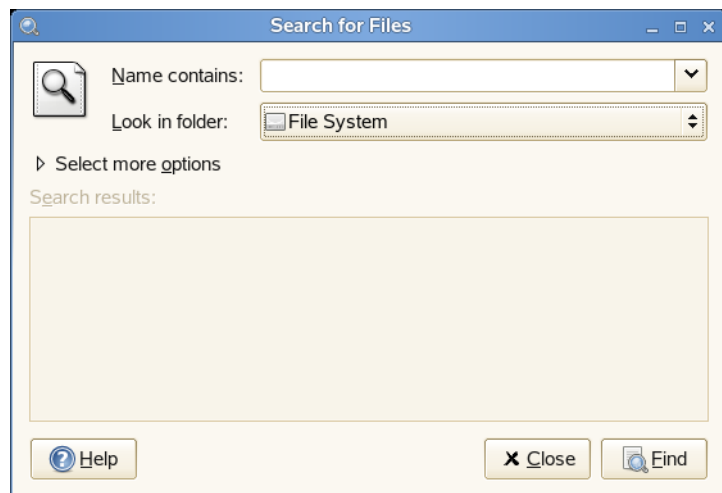 Search for Files
Name contains:
Look in folder: File System
Select more options
Search results:
Help Close Find